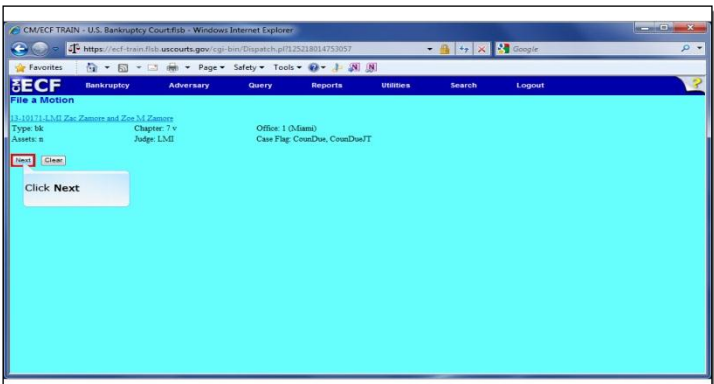 CM/ECF TRAIN - U.S. Bankruptcy Court:flsb - Windows Internet Explorer
https://ecf-train.flsb.uscourts.gov/cgi-bin/Dispatch.pl?125218014753057
Google
Favorites Page Safety Tools
ECF Bankruptcy Adversary Query Reports Utilities Search Logout ?
File a Motion
13-10171-LMI Zac Zamore and Zoe M Zamore
Type: bk Chapter: 7 v Office: 1 (Miami)
Assets: n Judge: LMI Case Flag: CounDue, CounDueJT
Next Clear
Click Next